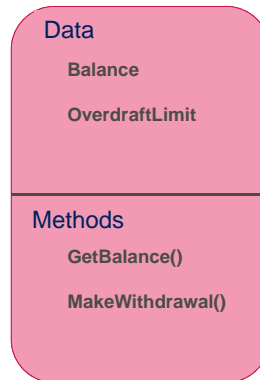 Data
Balance
OverdraftLimit
Methods
GetBalance()
MakeWithdrawal()